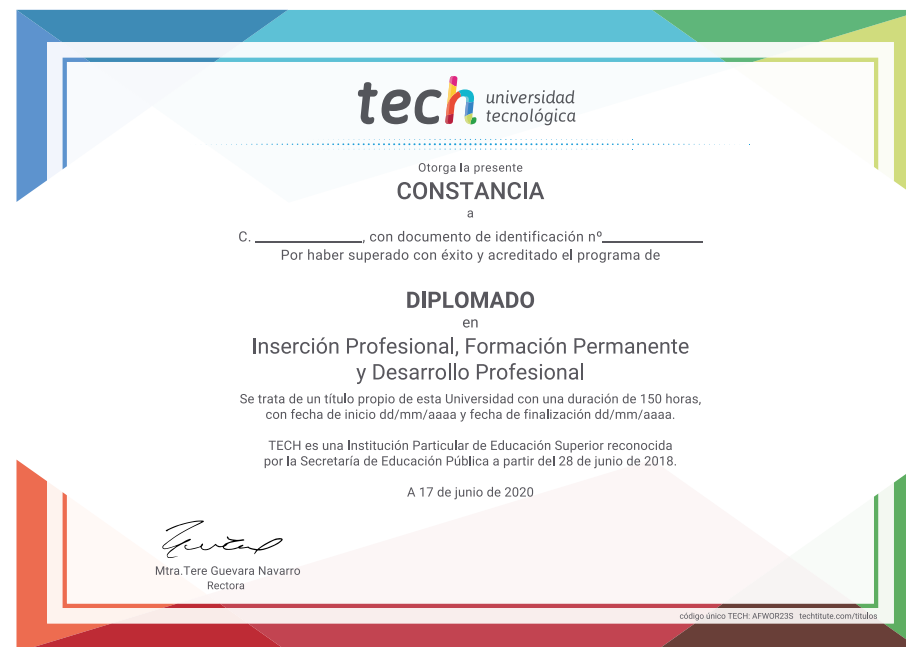 tech universidad
tecnológica
Otorga la presente
CONSTANCIA
a
C. ______________, con documento de identificación nº_____________
Por haber superado con éxito y acreditado el programa de
DIPLOMADO
en
Inserción Profesional, Formación Permanente
y Desarrollo Profesional
Se trata de un título propio de esta Universidad con una duración de 150 horas,
con fecha de inicio dd/mm/aaaa y fecha de finalización dd/mm/aaaa.
TECH es una Institución Particular de Educación Superior reconocida
por la Secretaría de Educación Pública a partir del 28 de junio de 2018.
A 17 de junio de 2020
Mtra.Tere Guevara Navarro
Rectora
código único TECH: AFWOR23S techtitute.com/titulos